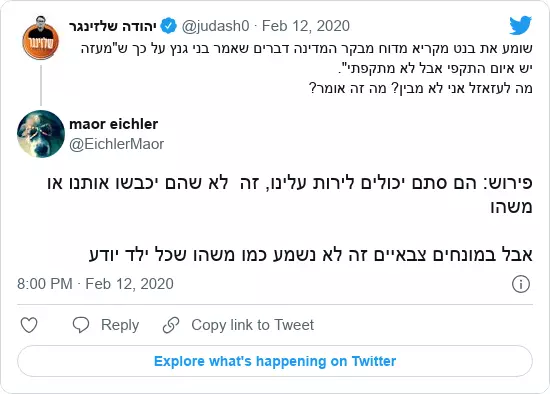 יהודה שלזינגר @judash0 · Feb 12, 2020
שומע את בנט מקריא מדוח מבקר המדינה דברים שאמר בני גנץ על כך ש"מעזה
יש איום התקפי אבל לא מתקפתי".
מה לעזאזל אני לא מבין? מה זה אומר?
maor eichler
@EichlerMaor
פירוש: הם סתם יכולים לירות עלינו, זה לא שהם יכבשו אותנו או
משהו
אבל במונחים צבאיים זה לא נשמע כמו משהו שכל ילד יודע
8:00 PM · Feb 12, 2020
Reply
Copy link to Tweet
Explore what's happening on Twitter